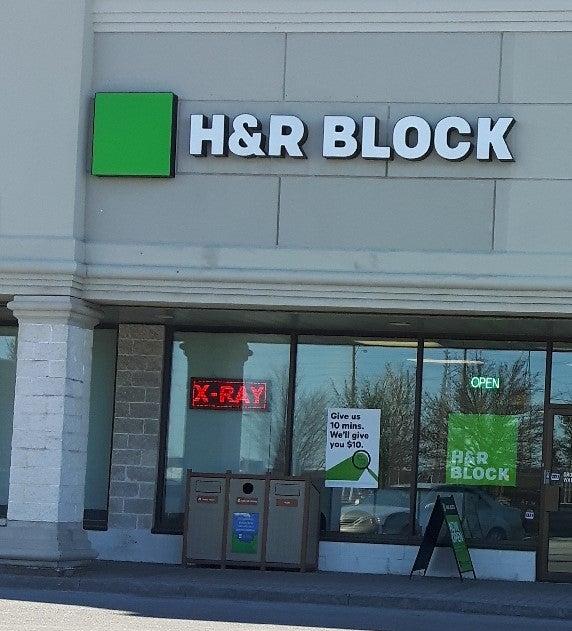 H&R BLOCK
X-RAY
OPEN
Give us
10 mins.
We'll give
you $10.
H&R
BLOCK